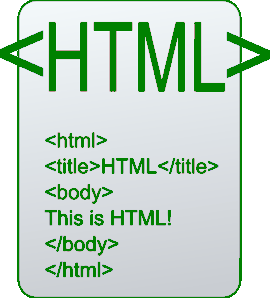 <HTML>
<html>
<title>HTML</title>
<body>
This is HTML!
</body>
</html>